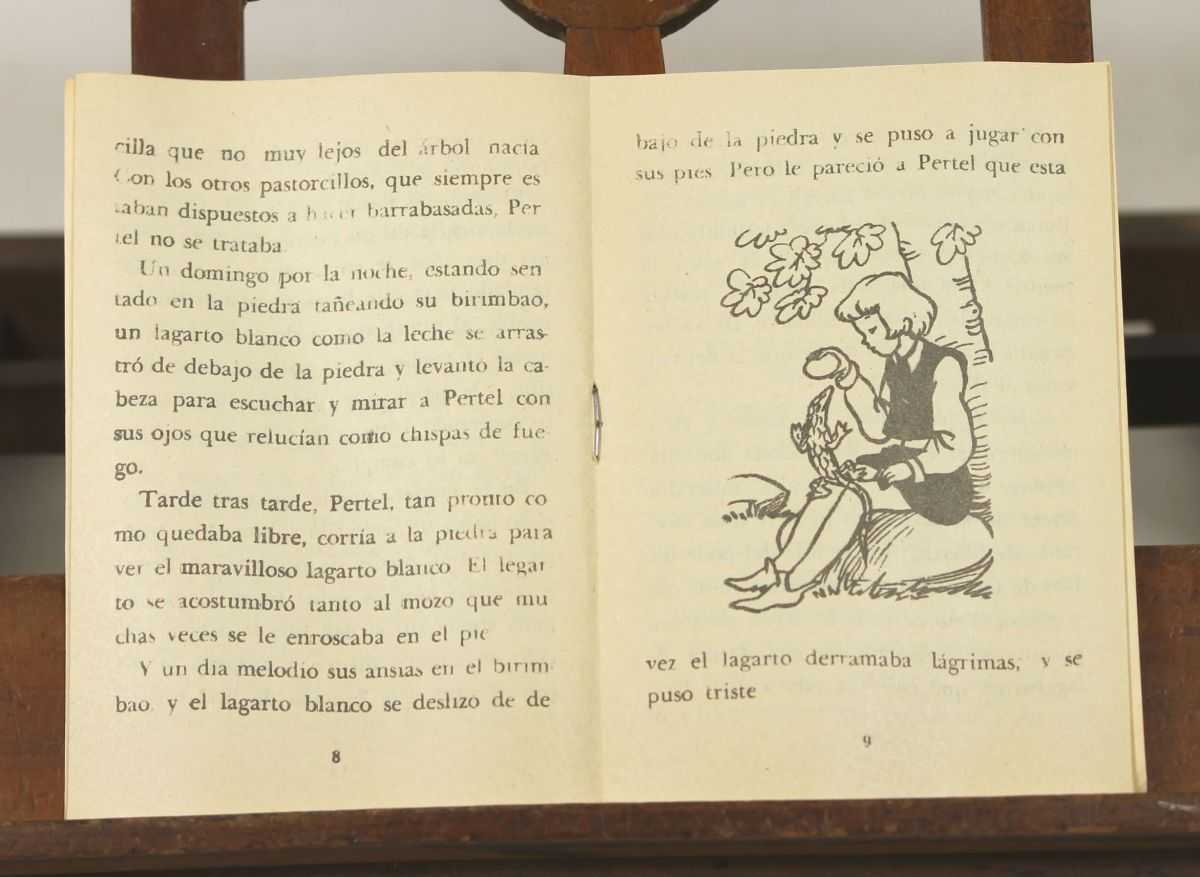 cilla que no muy lejos del árbol nacía
Con los otros pastorcillos, que siempre es
taban dispuestos a hacer barrabasadas, Per
tel no se trataba
Un domingo por la noche, estando sen
tado en la piedra tañeando su birimbao,
un lagarto blanco como la leche se arras-
tró de debajo de la piedra y levantó la ca-
beza para escuchar y mirar a Pertel con
sus ojos que relucían como chispas de fue-
go.
Tarde tras tarde, Pertel, tan pronto co
mo quedaba libre, corría a la piedra para
ver el maravilloso lagarto blanco El legar
to se acostumbró tanto al mozo que mu
chas veces se le enroscaba en el pie
Y un día melodio sus ansias en el birim-
bao, y el lagarto blanco se deslizo de de
8
bajo de la piedra y se puso a jugar con
sus pies Pero le pareció a Pertel que esta
vez el lagarto derramaba lágrimas, y se
puso triste
9